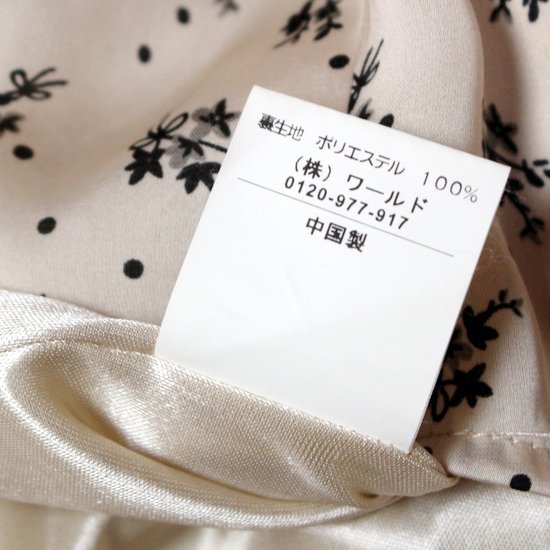 裏生地 ポリエステル 100%
(株)ワールド
0120-977-917
中国製